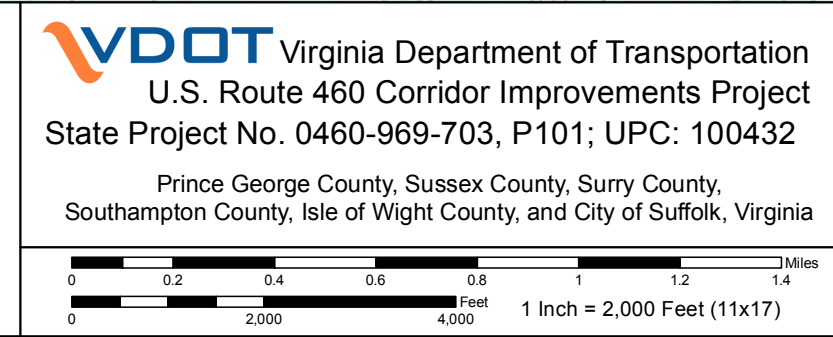 VDOT Virginia Department of Transportation
U.S. Route 460 Corridor Improvements Project
State Project No. 0460-969-703, P101; UPC: 100432
Prince George County, Sussex County, Surry County,
Southampton County, Isle of Wight County, and City of Suffolk, Virginia
Miles
0 0.2 0.4 0.6 0.8 1 1.2 1.4
Feet
0 2,000 4,000
1 Inch = 2,000 Feet (11x17)